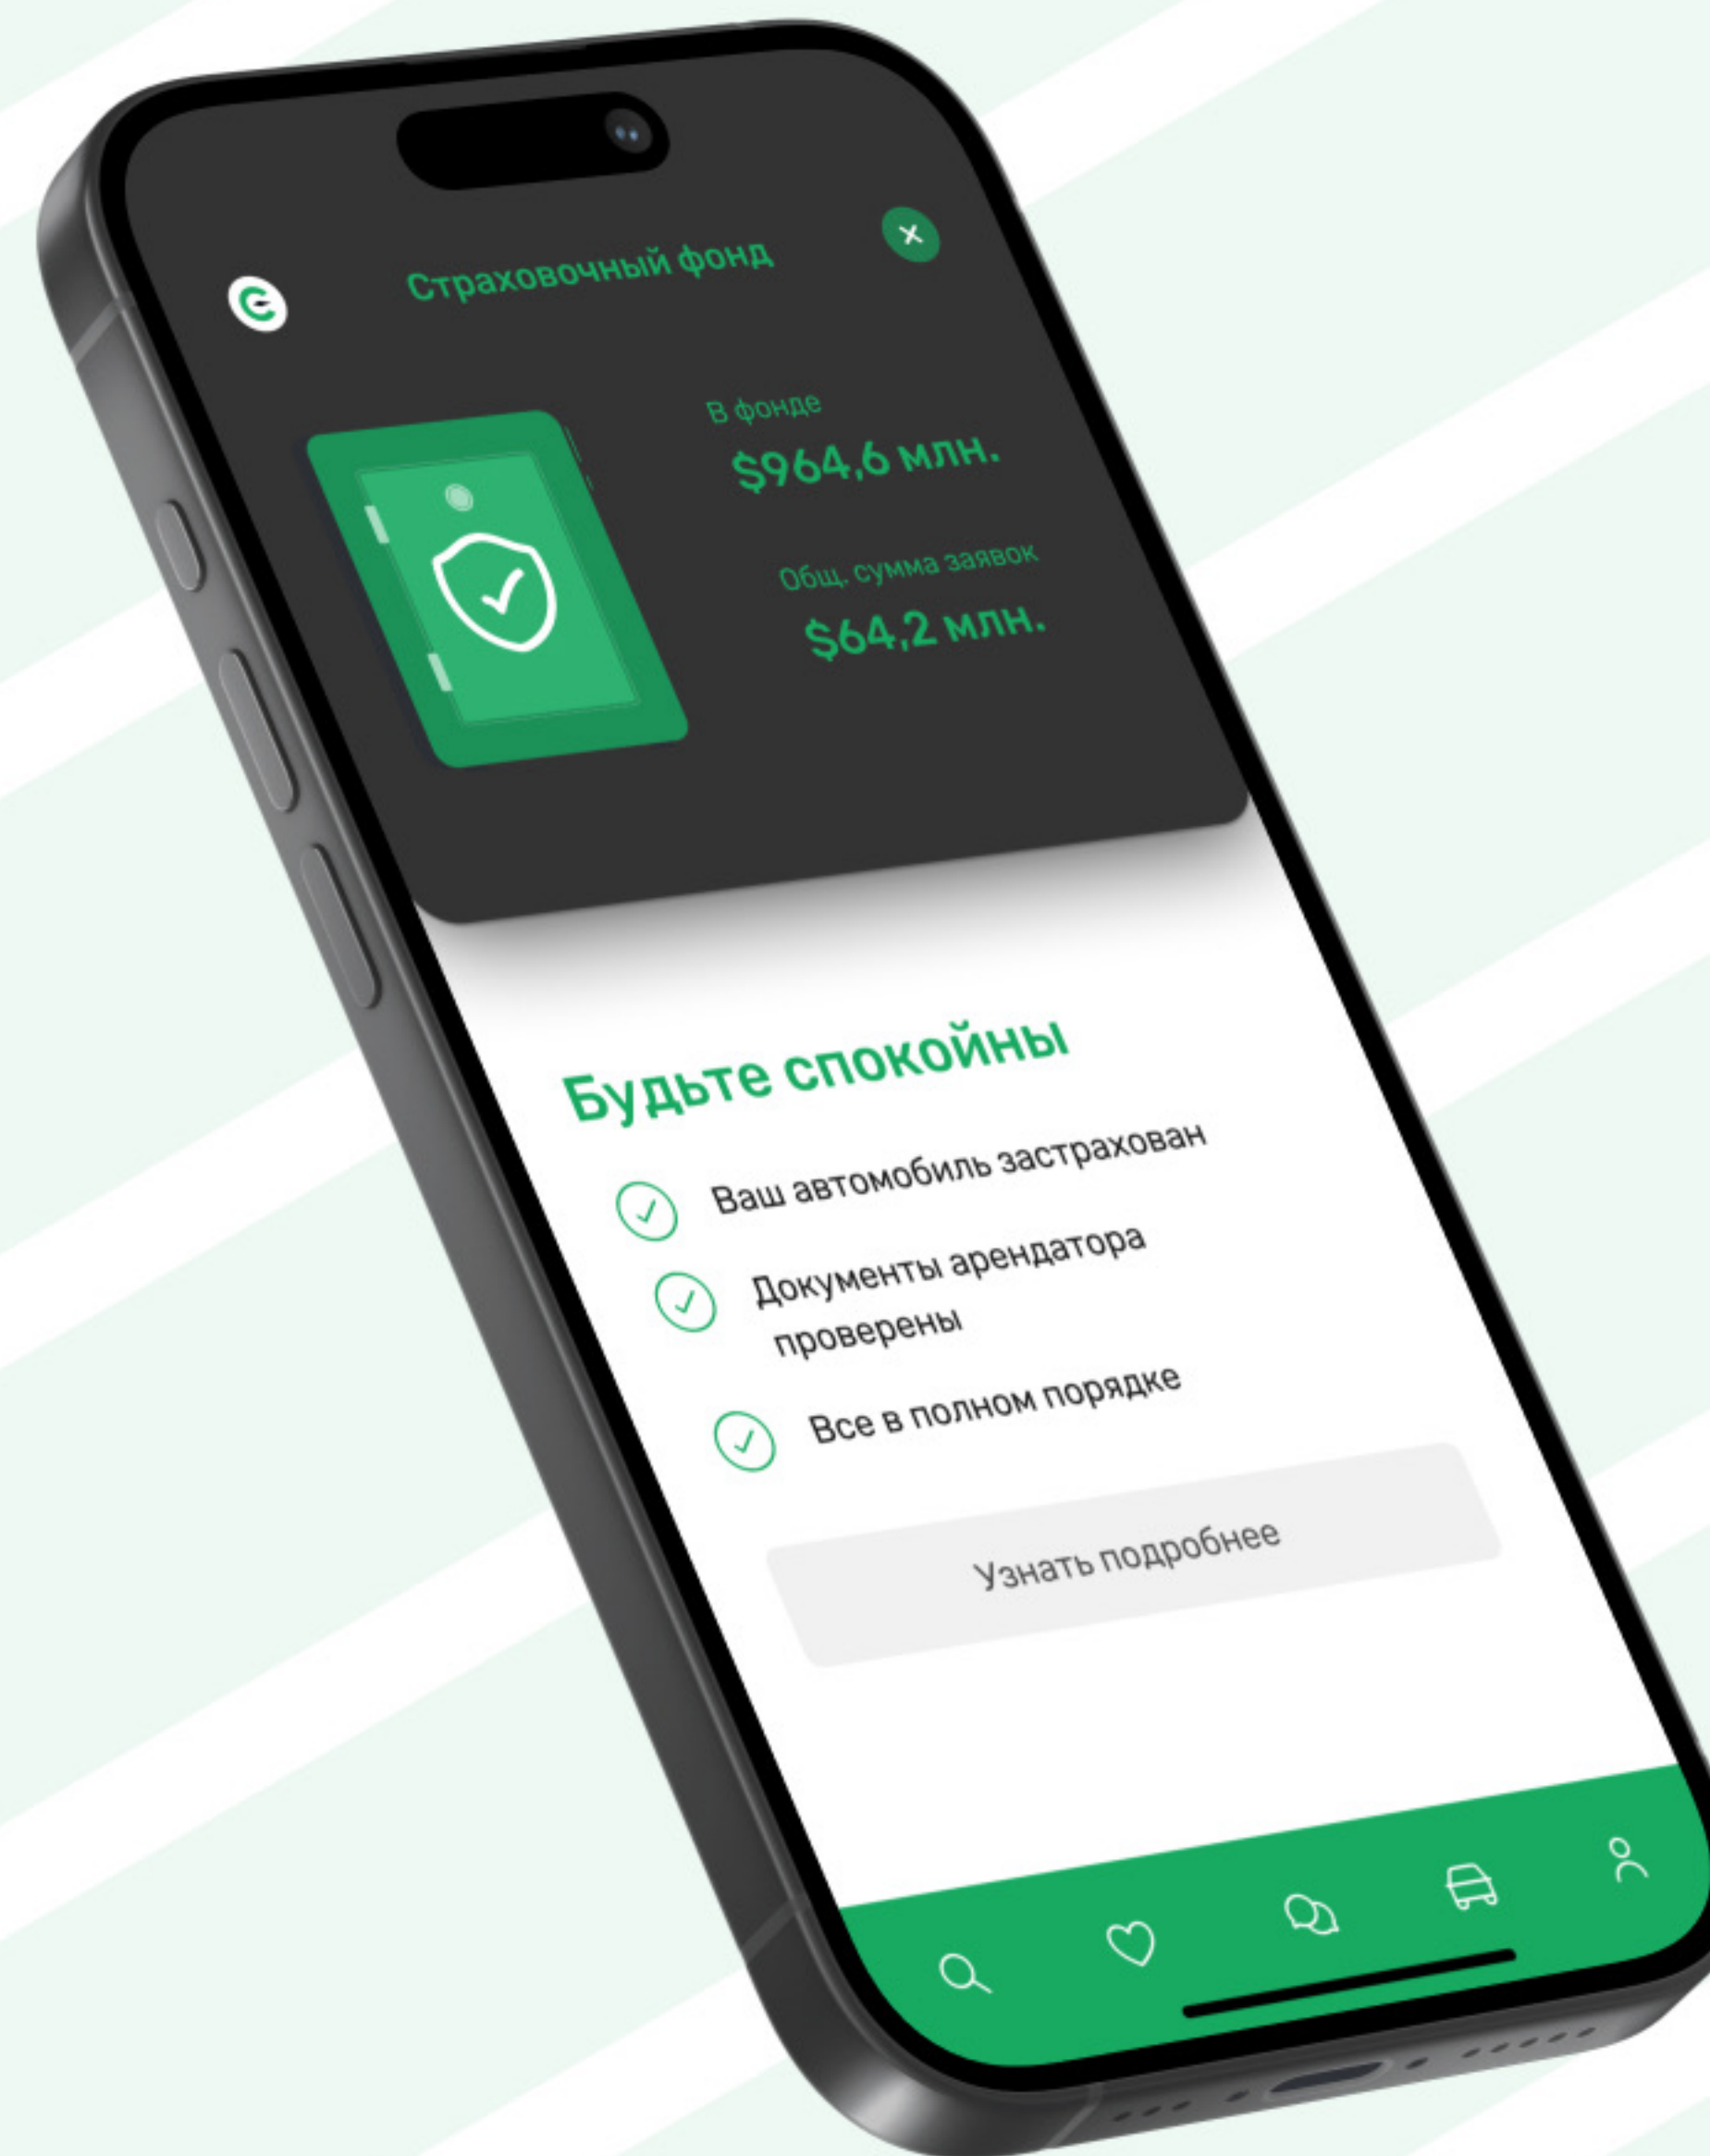 Страховочный фонд
В фонде
$964,6 млн.
Общ. сумма заявок
$64,2 млн.
Будьте спокойны
Ваш автомобиль застрахован
Документы арендатора
проверены
Все в полном порядке
Узнать подробнее